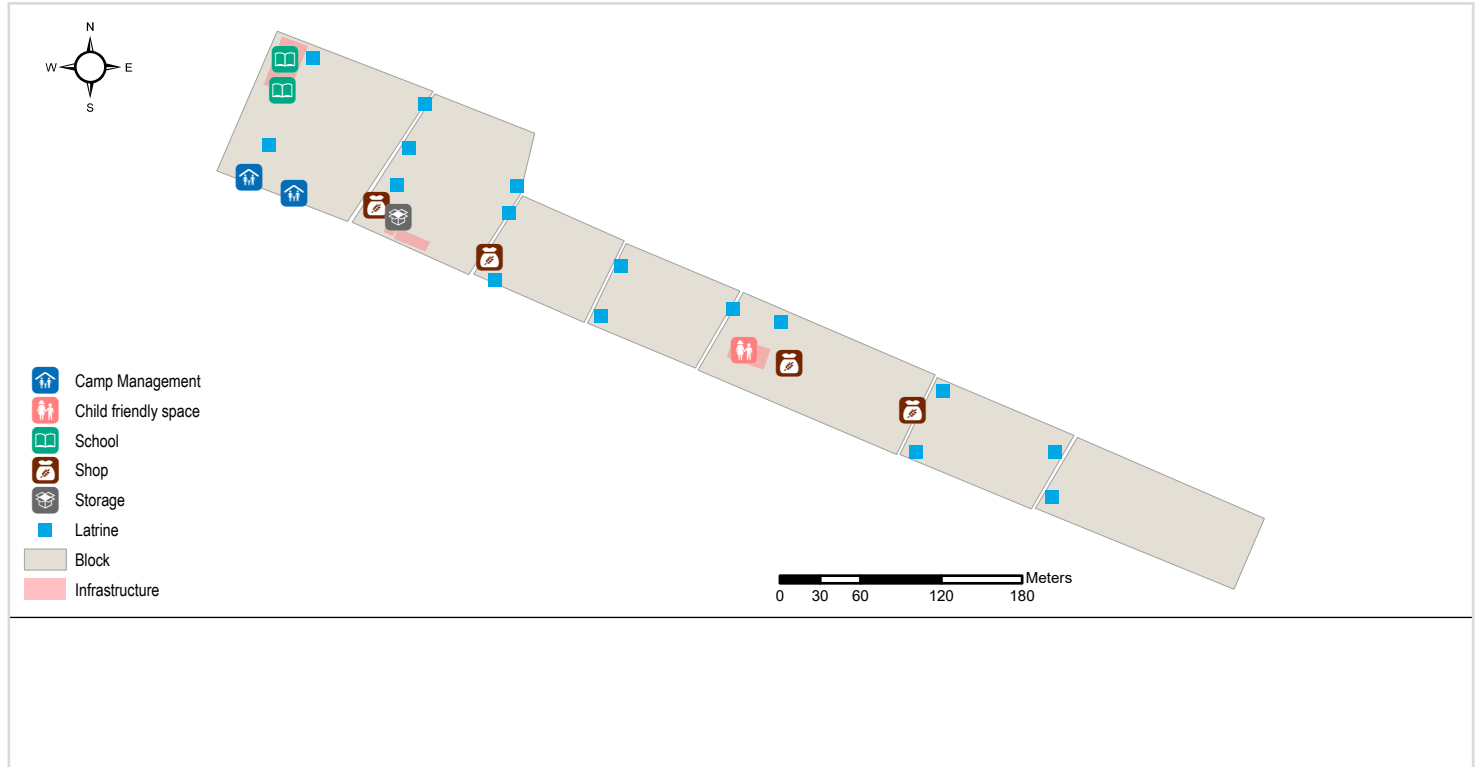 N
W E
S
Camp Management
Child friendly space
School
Shop
Storage
Latrine
Block
Infrastructure
Meters
0 30 60 120 180